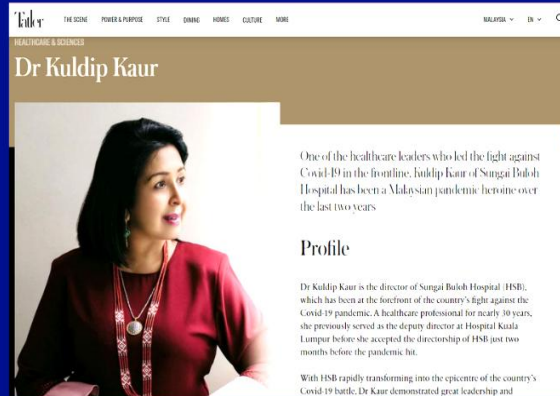 Tatler THE SCENE POWER & PURPOSE STYLE DINING HOMES CULTURE MORE MALAYSIA EN
HEALTHCARE & SCIENCES
Dr Kuldip Kaur
One of the healthcare leaders who led the fight against
Covid-19 in the frontline, Kuldip Kaur of Sungai Buloh
Hospital has been a Malaysian pandemic heroine over
the last two years
Profile
Dr Kuldip Kaur is the director of Sungai Buloh Hospital (HSB),
which has been at the forefront of the country's fight against the
Covid-19 pandemic. A healthcare professional for nearly 30 years,
she previously served as the deputy director at Hospital Kuala
Lumpur before she accepted the directorship of HSB just two
months before the pandemic hit.
With HSB rapidly transforming into the epicentre of the country's
Covid-19 battle, Dr Kaur demonstrated great leadership and